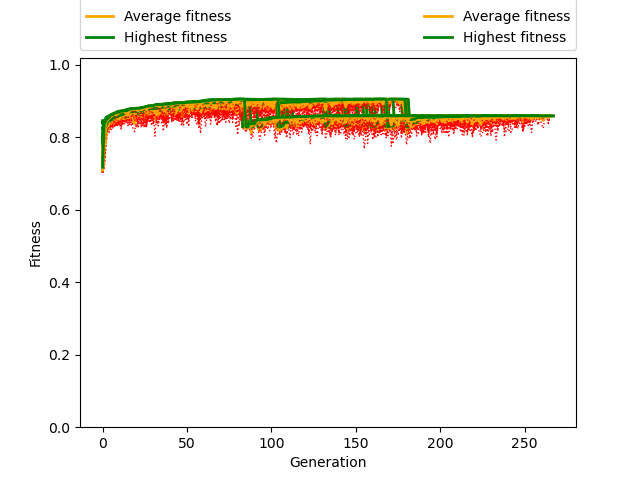 Average fitness Average fitness
Highest fitness Highest fitness
1.0
0.8
0.6
0.4
0.2
0.0
Fitness
0 50 100 150 200 250
Generation